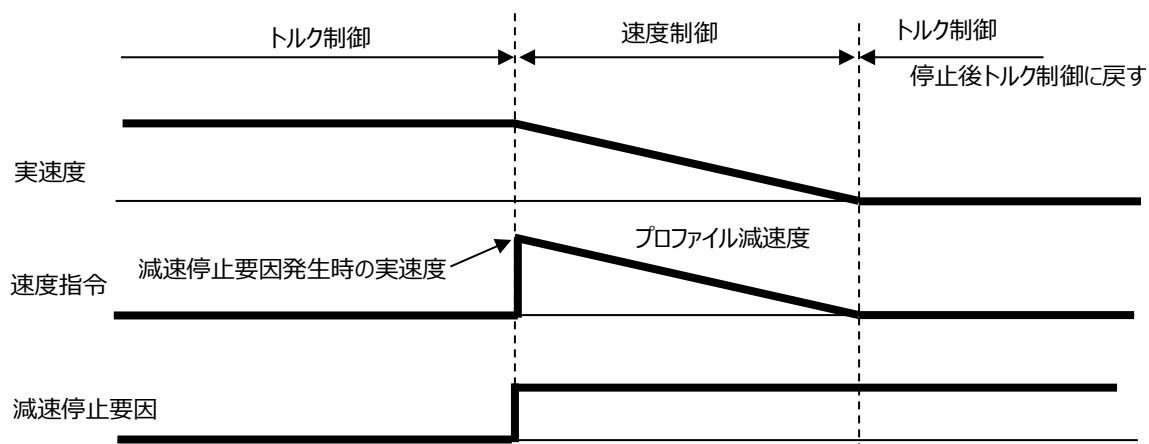 トルク制御
速度制御
トルク制御
停止後トルク制御に戻す
実速度
プロファイル減速度
減速停止要因発生時の実速度
速度指令
減速停止要因